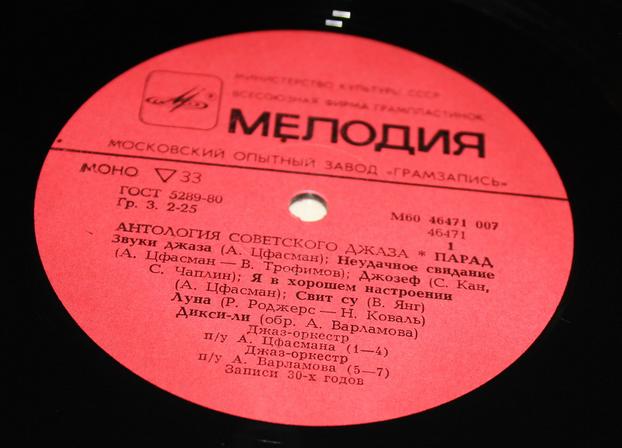 МИНИСТЕРСТВО КУЛЬТУРЫ СССР
ВСЕСОЮЗНАЯ ФИРМА ГРАМПЛАСТИНОК
МЕЛОДИЯ
МОСКОВСКИЙ ОПЫТНЫЙ ЗАВОД «ГРАМЗАПИСЬ»
МОНО ▽ 33
ГОСТ 5289-80
Гр. 3. 2-25
М60 46471 007
46471
1
АНТОЛОГИЯ СОВЕТСКОГО ДЖАЗА * ПАРАД
Звуки джаза (А. Цфасман); Неудачное свидание
(А. Цфасман — В. Трофимов); Джозеф (С. Кан,
С. Чаплин); Я в хорошем настроении
(А. Цфасман); Свит су (В. Янг)
Луна (Р. Роджерс — Н. Коваль)
Дикси-ли (обр. А. Варламова)
Джаз-оркестр
п/у А. Цфасмана (1—4)
Джаз-оркестр
п/у А. Варламова (5—7)
Записи 30-х годов